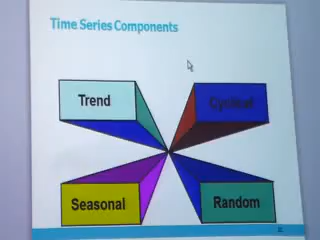 Time Series Components
Trend
Cyclical
Seasonal
Random